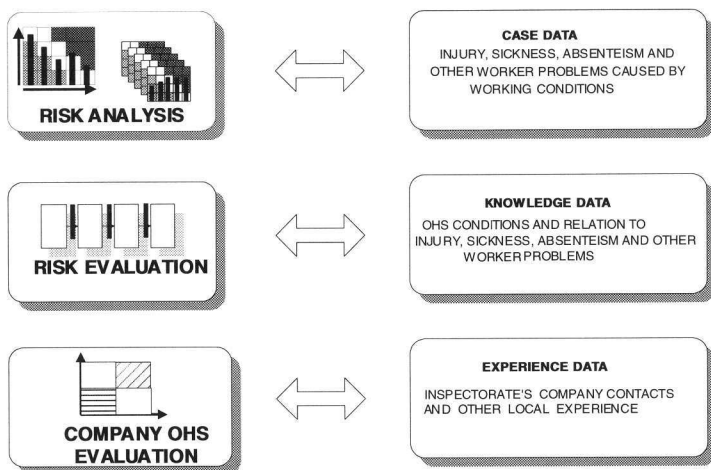 RISK ANALYSIS
CASE DATA
INJURY, SICKNESS, ABSENTEISM AND
OTHER WORKER PROBLEMS CAUSED BY
WORKING CONDITIONS
RISK EVALUATION
KNOWLEDGE DATA
OHS CONDITIONS AND RELATION TO
INJURY, SICKNESS, ABSENTEISM AND OTHER
WORKER PROBLEMS
COMPANY OHS
EVALUATION
EXPERIENCE DATA
INSPECTORATE'S COMPANY CONTACTS
AND OTHER LOCAL EXPERIENCE